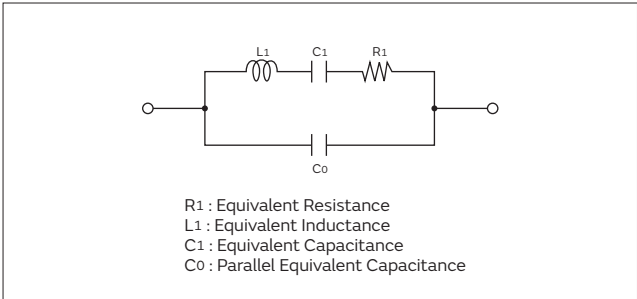 L1 C1 R1
C0
R1 : Equivalent Resistance
L1 : Equivalent Inductance
C1 : Equivalent Capacitance
C0 : Parallel Equivalent Capacitance